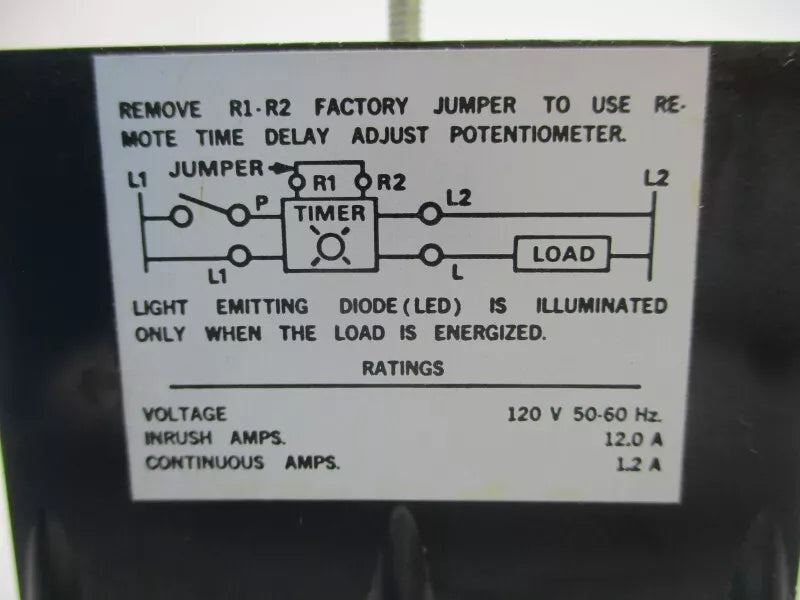 REMOVE R1-R2 FACTORY JUMPER TO USE RE-
MOTE TIME DELAY ADJUST POTENTIOMETER.
JUMPER
L1 R1 R2 L2
P TIMER L2
L1 L LOAD
LIGHT EMITTING DIODE (LED) IS ILLUMINATED
ONLY WHEN THE LOAD IS ENERGIZED.
RATINGS
VOLTAGE 120 V 50-60 Hz.
INRUSH AMPS. 12.0 A
CONTINUOUS AMPS. 1.2 A